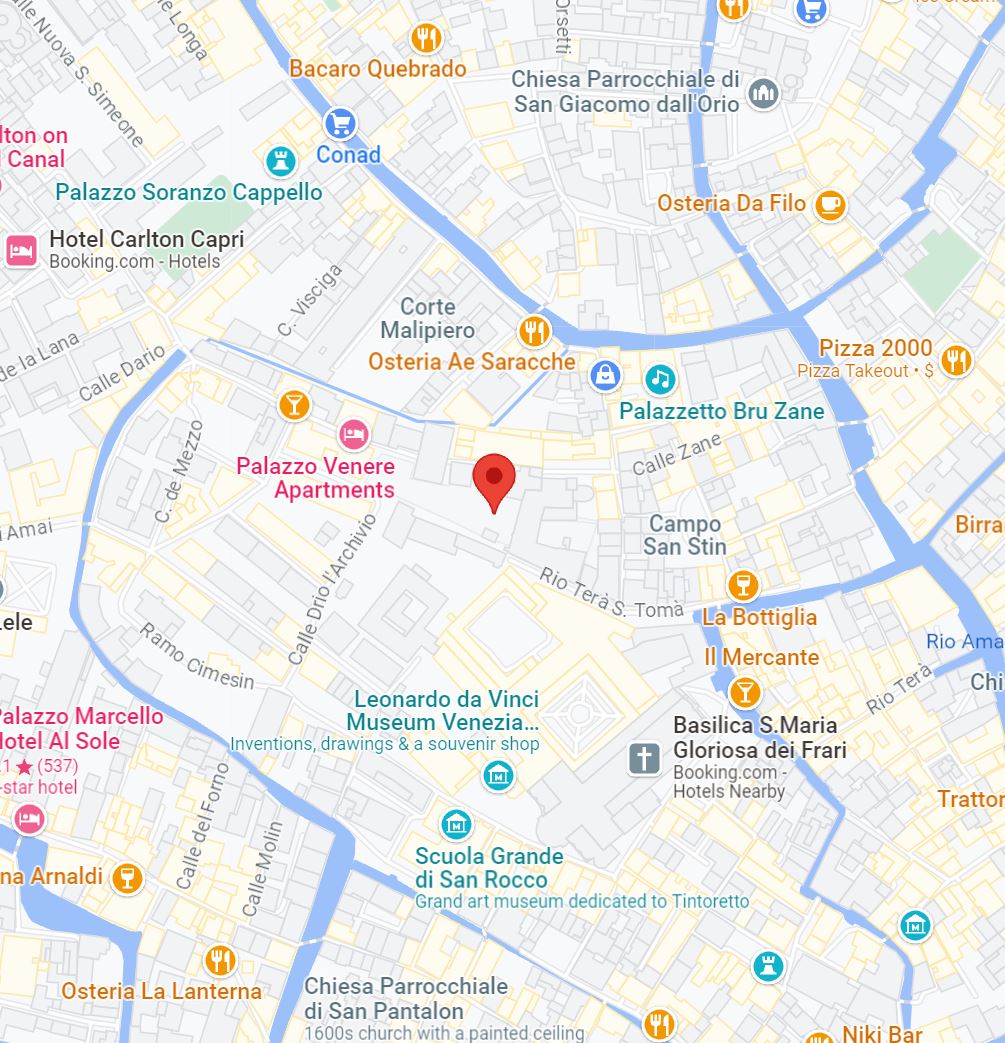 alle Nuova S. Simeone
Longa
Orsetti
Bacaro Quebrado
Chiesa Parrocchiale di
San Giacomo dall'Orio
lton on
l Canal
Conad
Palazzo Soranzo Cappello
Osteria Da Filo
Hotel Carlton Capri
Booking.com - Hotels
C. Visciga
Corte
Malipiero
de la Lana
Calle Dario
Osteria Ae Saracche
Pizza 2000
Pizza Takeout • $
Palazzetto Bru Zane
C. de Mezzo
Palazzo Venere
Apartments
Calle Zane
i Amai
Campo
San Stin
Birra
Calle Drio l'Archivio
Rio Terà S. Tomà
Lele
La Bottiglia
Rio Ama
Ramo Cimesin
Il Mercante
Rio Terà
Chi
Leonardo da Vinci
Museum Venezia...
Inventions, drawings & a souvenir shop
Palazzo Marcello
Hotel Al Sole
.1 ★ (537)
-star hotel
Basilica S.Maria
Gloriosa dei Frari
Booking.com -
Hotels Nearby
Trattor
Calle del Forno
Calle Molin
Scuola Grande
di San Rocco
Grand art museum dedicated to Tintoretto
na Arnaldi
Osteria La Lanterna
Chiesa Parrocchiale
di San Pantalon
1600s church with a painted ceiling
Niki Bar